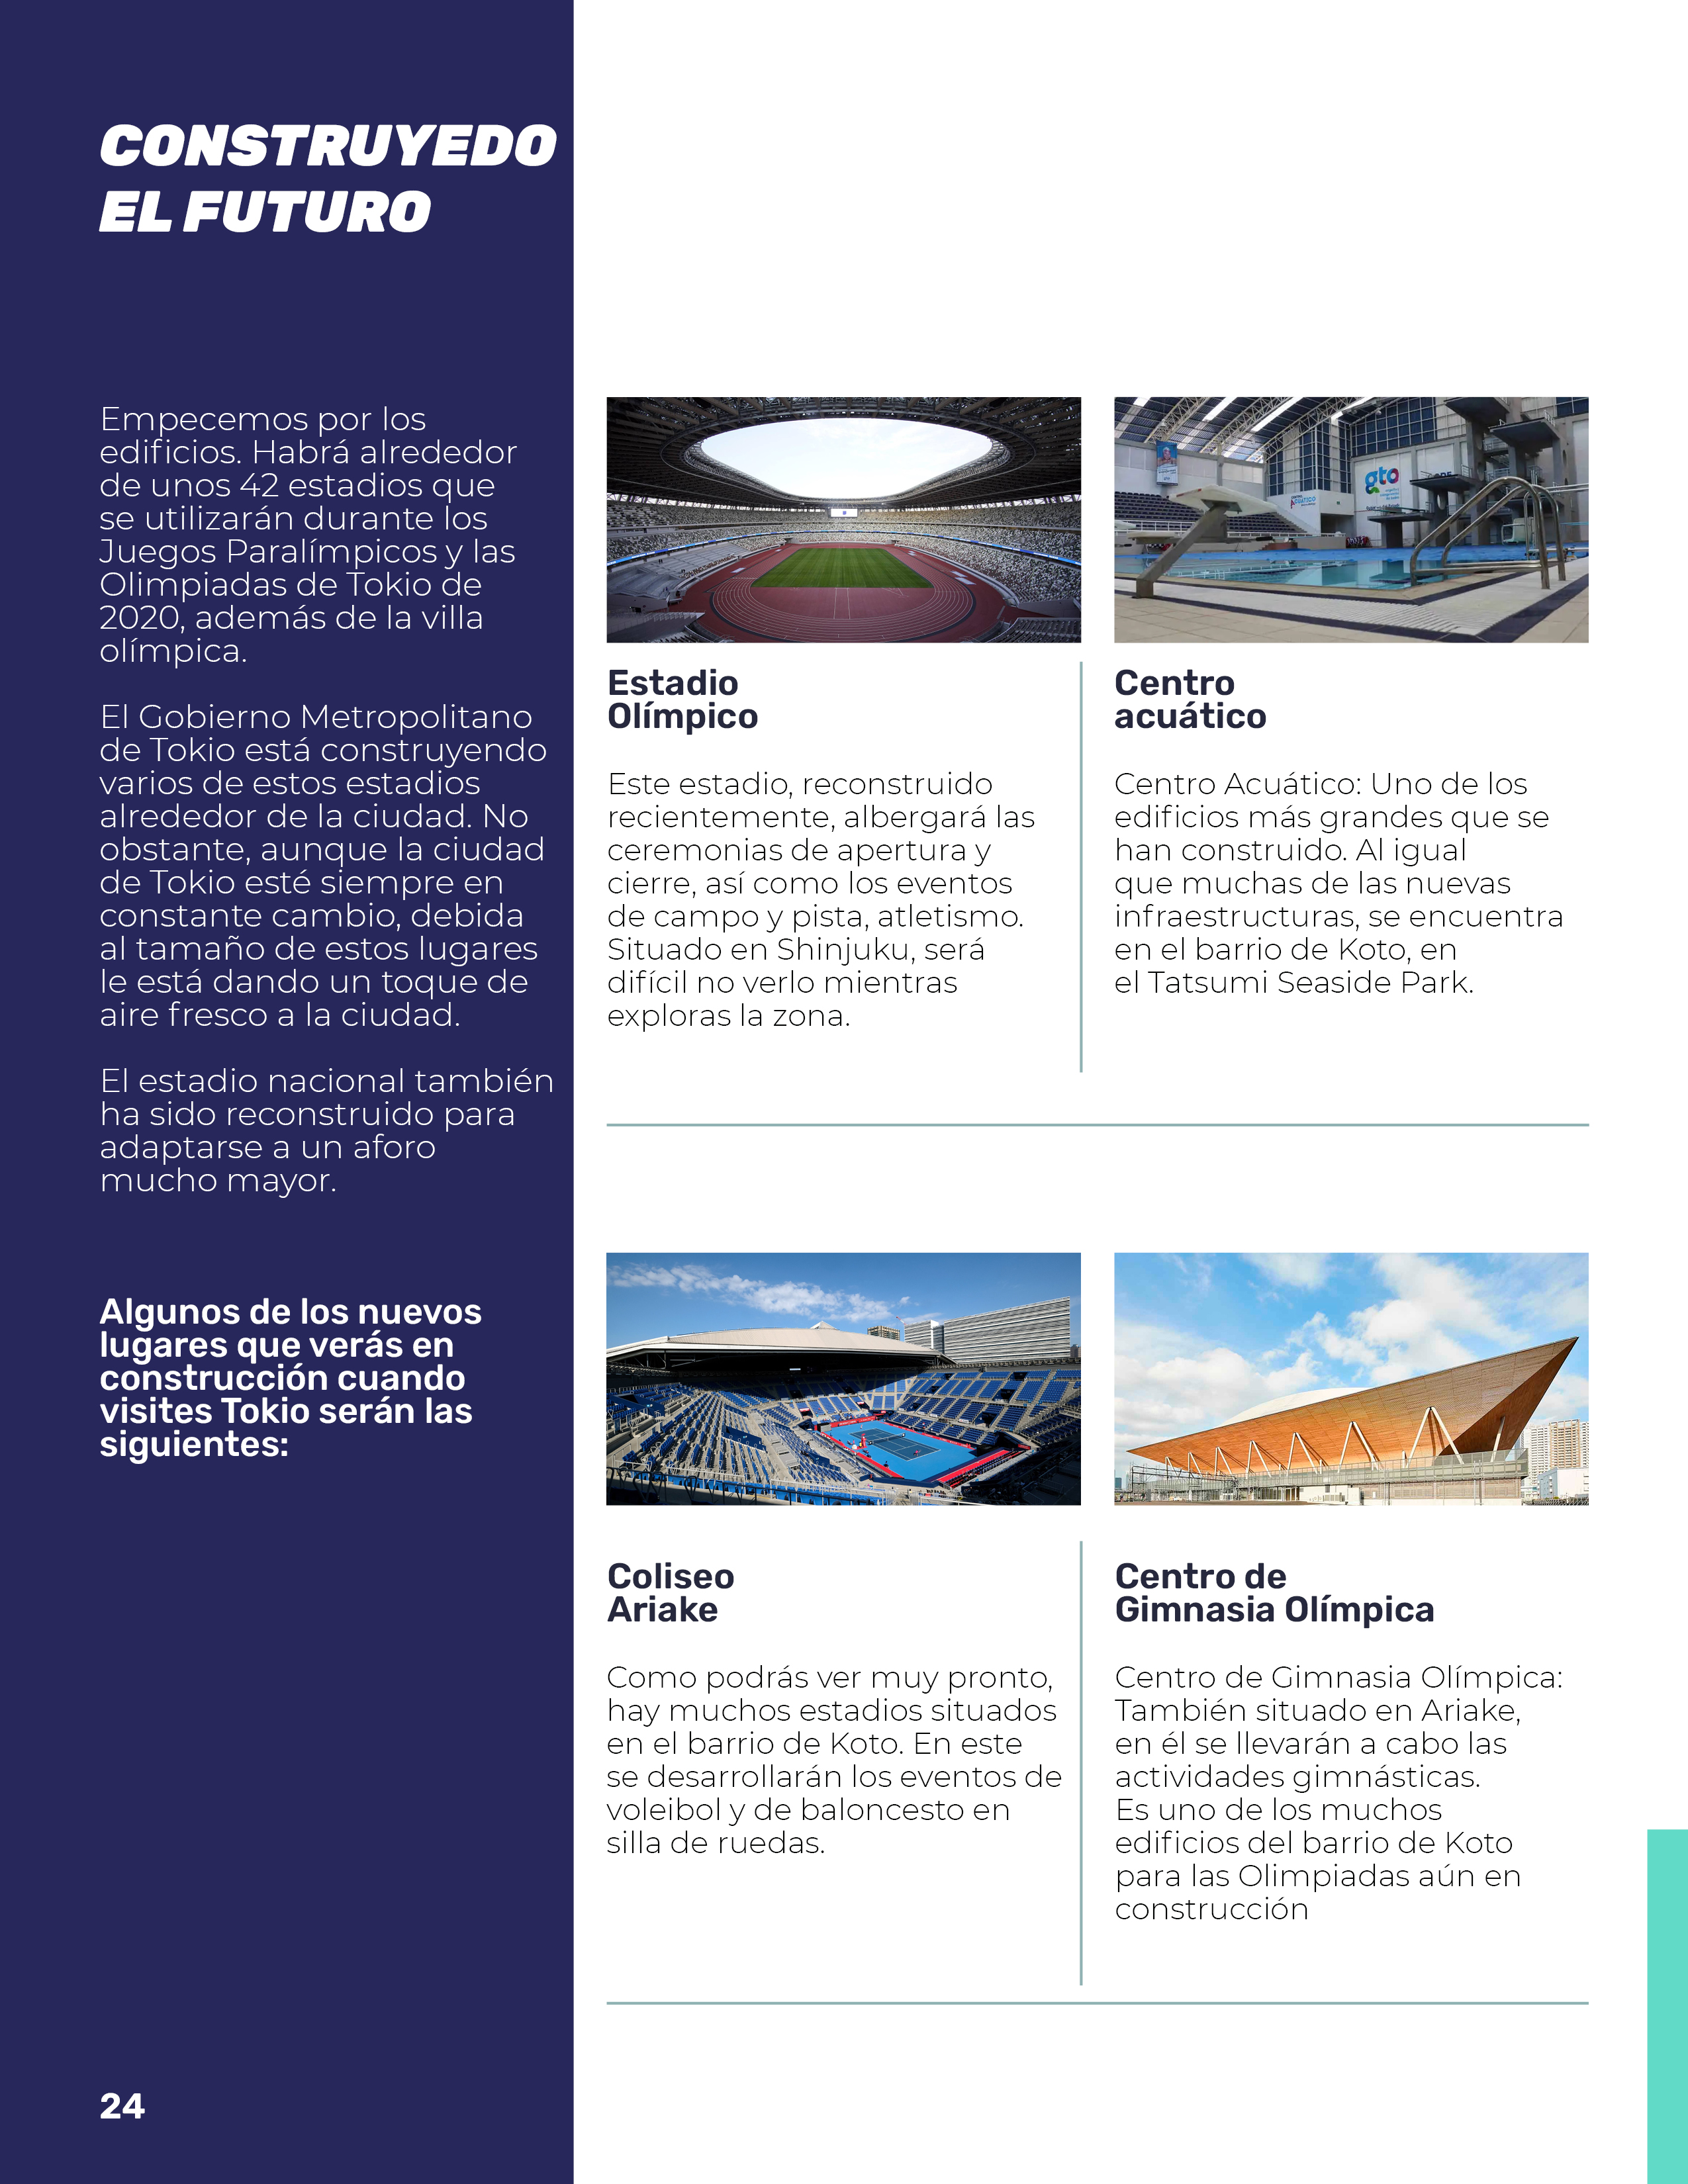 CONSTRUYEDO
EL FUTURO
Empecemos por los
edificios. Habrá alrededor
de unos 42 estadios que
se utilizarán durante los
Juegos Paralímpicos y las
Olimpiadas de Tokio de
2020, además de la villa
olímpica.
El Gobierno Metropolitano
de Tokio está construyendo
varios de estos estadios
alrededor de la ciudad. No
obstante, aunque la ciudad
de Tokio esté siempre en
constante cambio, debida
al tamaño de estos lugares
le está dando un toque de
aire fresco a la ciudad.
El estadio nacional también
ha sido reconstruido para
adaptarse a un aforo
mucho mayor.
Algunos de los nuevos
lugares que verás en
construcción cuando
visites Tokio serán las
siguientes:
gto
Estadio
Olímpico
Este estadio, reconstruido
recientemente, albergará las
ceremonias de apertura y
cierre, así como los eventos
de campo y pista, atletismo.
Situado en Shinjuku, será
difícil no verlo mientras
exploras la zona.
Centro
acuático
Centro Acuático: Uno de los
edificios más grandes que se
han construido. Al igual
que muchas de las nuevas
infraestructuras, se encuentra
en el barrio de Koto, en
el Tatsumi Seaside Park.
Coliseo
Ariake
Como podrás ver muy pronto,
hay muchos estadios situados
en el barrio de Koto. En este
se desarrollarán los eventos de
voleibol y de baloncesto en
silla de ruedas.
Centro de
Gimnasia Olímpica
Centro de Gimnasia Olímpica:
También situado en Ariake,
en él se llevarán a cabo las
actividades gimnásticas.
Es uno de los muchos
edificios del barrio de Koto
para las Olimpiadas aún en
construcción
24